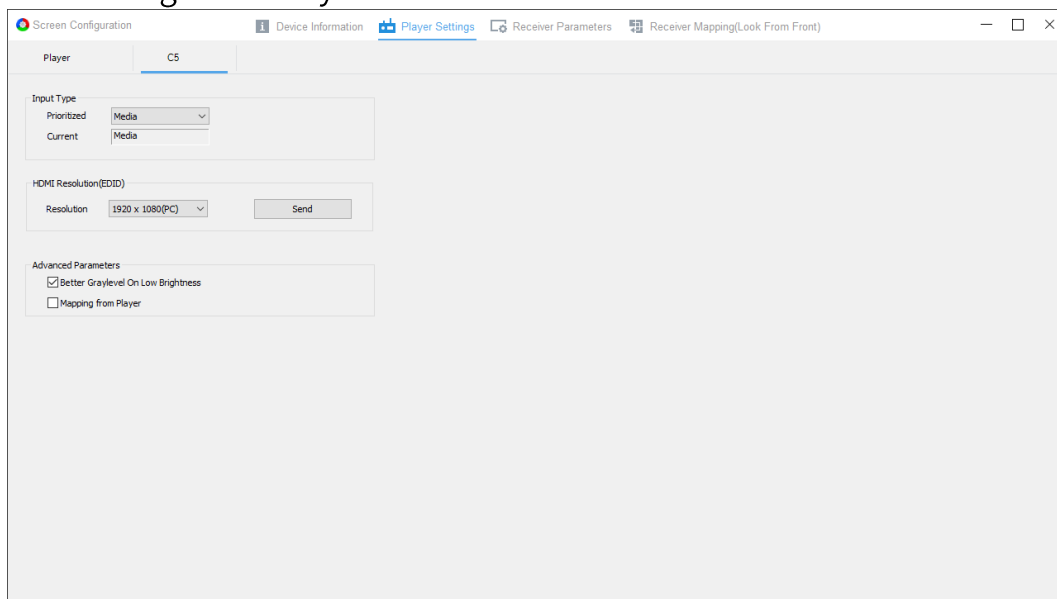 Screen Configuration
Device Information
Player Settings
Receiver Parameters
Receiver Mapping(Look From Front)
Player
C5
Input Type
Prioritized Media
Current Media
HDMI Resolution(EDID)
Resolution 1920 x 1080(PC) Send
Advanced Parameters
Better Graylevel On Low Brightness
Mapping from Player